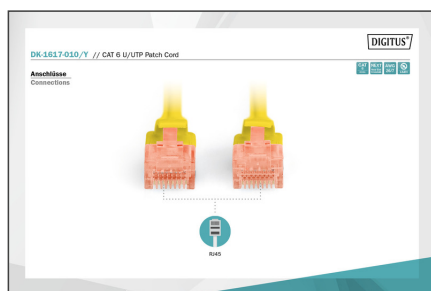 DIGITUS®
DK-1617-010/Y // CAT 6 U/UTP Patch Cord
Anschlüsse
Connections
RJ45